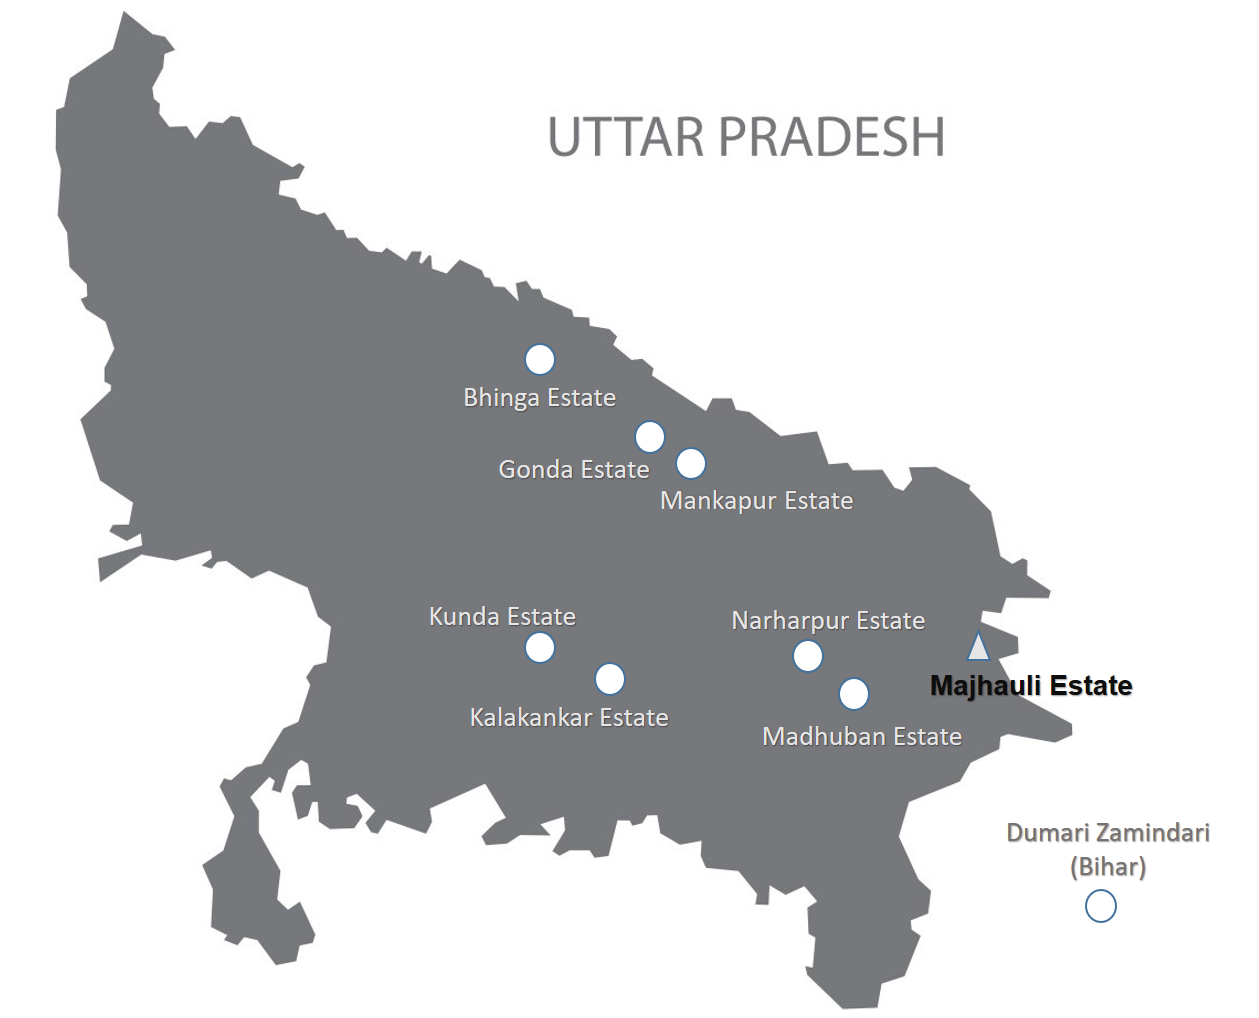 UTTAR PRADESH
Bhinga Estate
Gonda Estate
Mankapur Estate
Kunda Estate
Narharpur Estate
Majhauli Estate
Kalakankar Estate
Madhuban Estate
Dumari Zamindari
(Bihar)